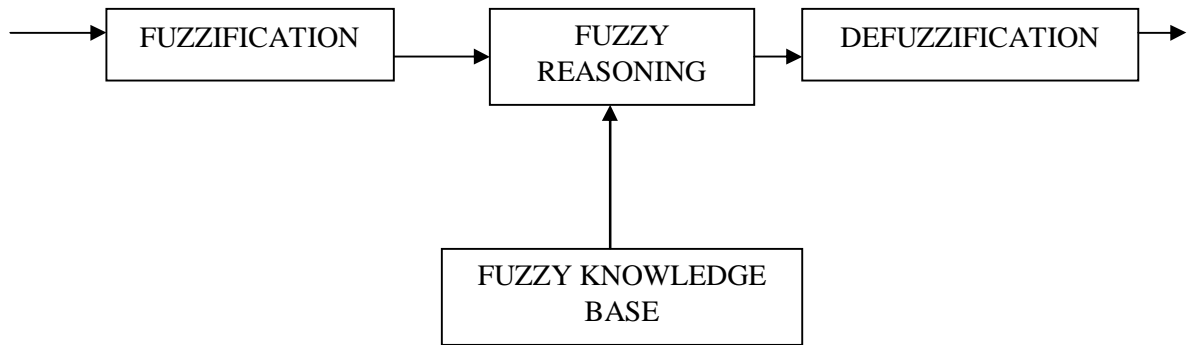 FUZZIFICATION
FUZZY
REASONING
DEFUZZIFICATION
FUZZY KNOWLEDGE
BASE